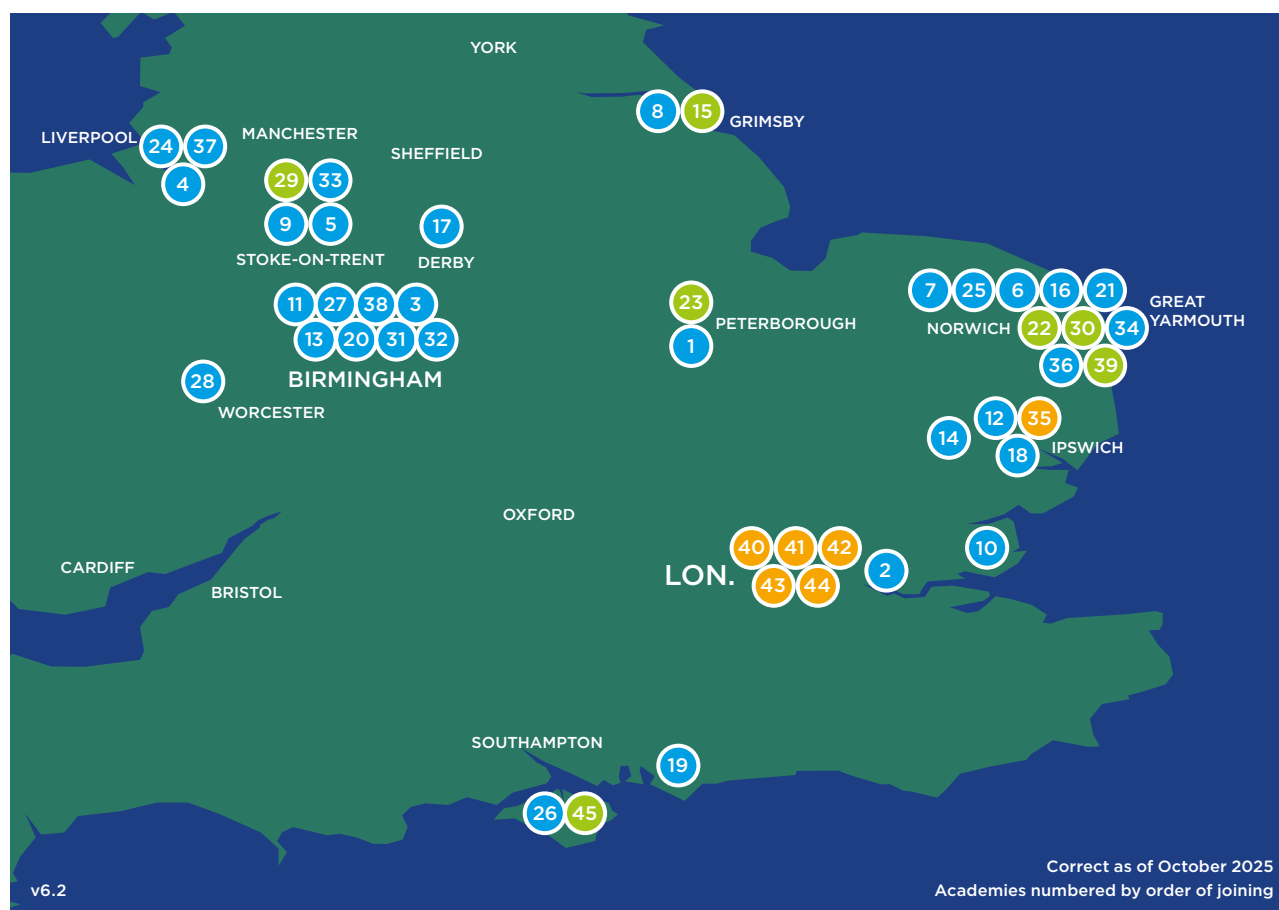 YORK
8 15
GRIMSBY
LIVERPOOL
24 37
4
MANCHESTER
SHEFFIELD
29 33
9 5
STOKE-ON-TRENT
17
DERBY
11 27 38 3
13 20 31 32
BIRMINGHAM
28
WORCESTER
23
PETERBOROUGH
1
7 25 6 16 21
GREAT
YARMOUTH
NORWICH
22 30 34
36 39
12 35
14
18
IPSWICH
OXFORD
40 41 42
LON.
43 44
2
10
CARDIFF
BRISTOL
SOUTHAMPTON
19
26 45
Correct as of October 2025
v6.2
Academies numbered by order of joining